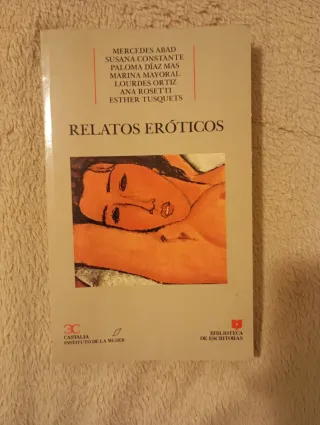 MERCEDES ABAD
SUSANA CONSTANTE
PALOMA DÍAZ MAS
MARINA MAYORAL
LOURDES ORTIZ
ANA ROSETTI
ESTHER TUSQUETS
RELATOS ERÓTICOS
CASTALIA
INSTITUTO DE LA MUJER
BIBLIOTECA
DE ESCRITORAS